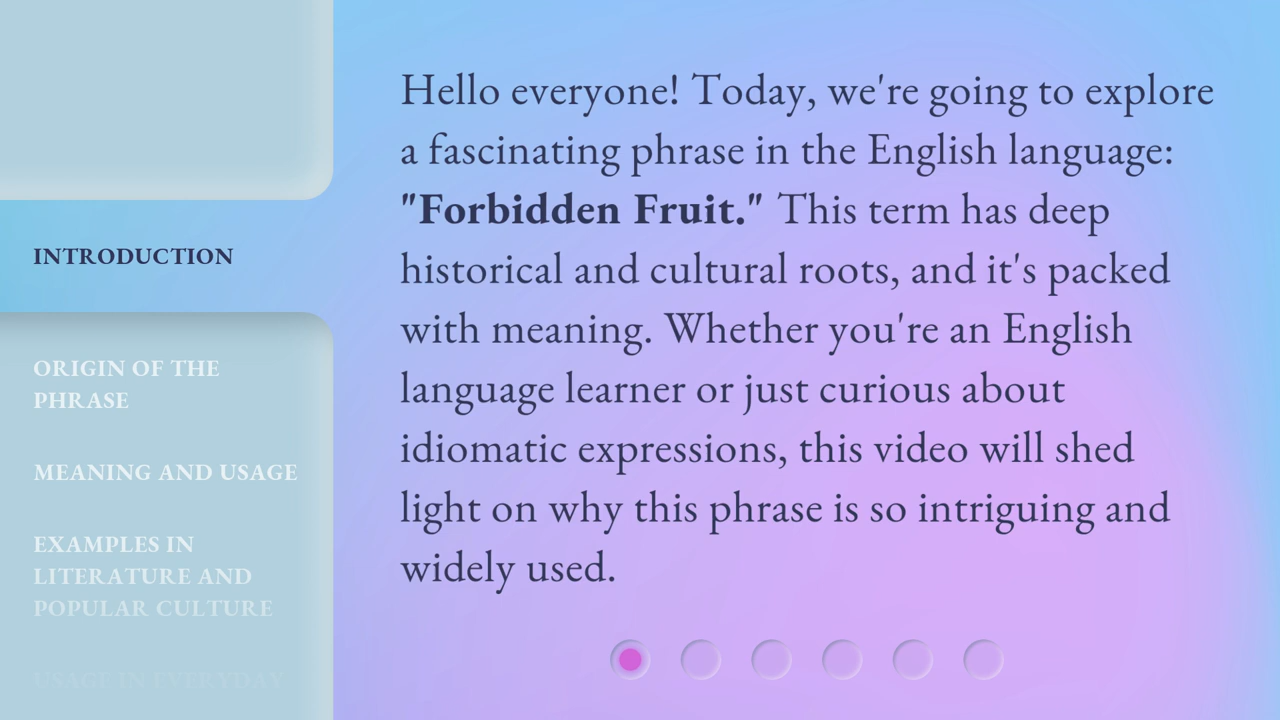 INTRODUCTION
ORIGIN OF THE
PHRASE
MEANING AND USAGE
EXAMPLES IN
LITERATURE AND
POPULAR CULTURE
USAGE IN EVERYDAY
Hello everyone! Today, we're going to explore
a fascinating phrase in the English language:
"Forbidden Fruit." This term has deep
historical and cultural roots, and it's packed
with meaning. Whether you're an English
language learner or just curious about
idiomatic expressions, this video will shed
light on why this phrase is so intriguing and
widely used.